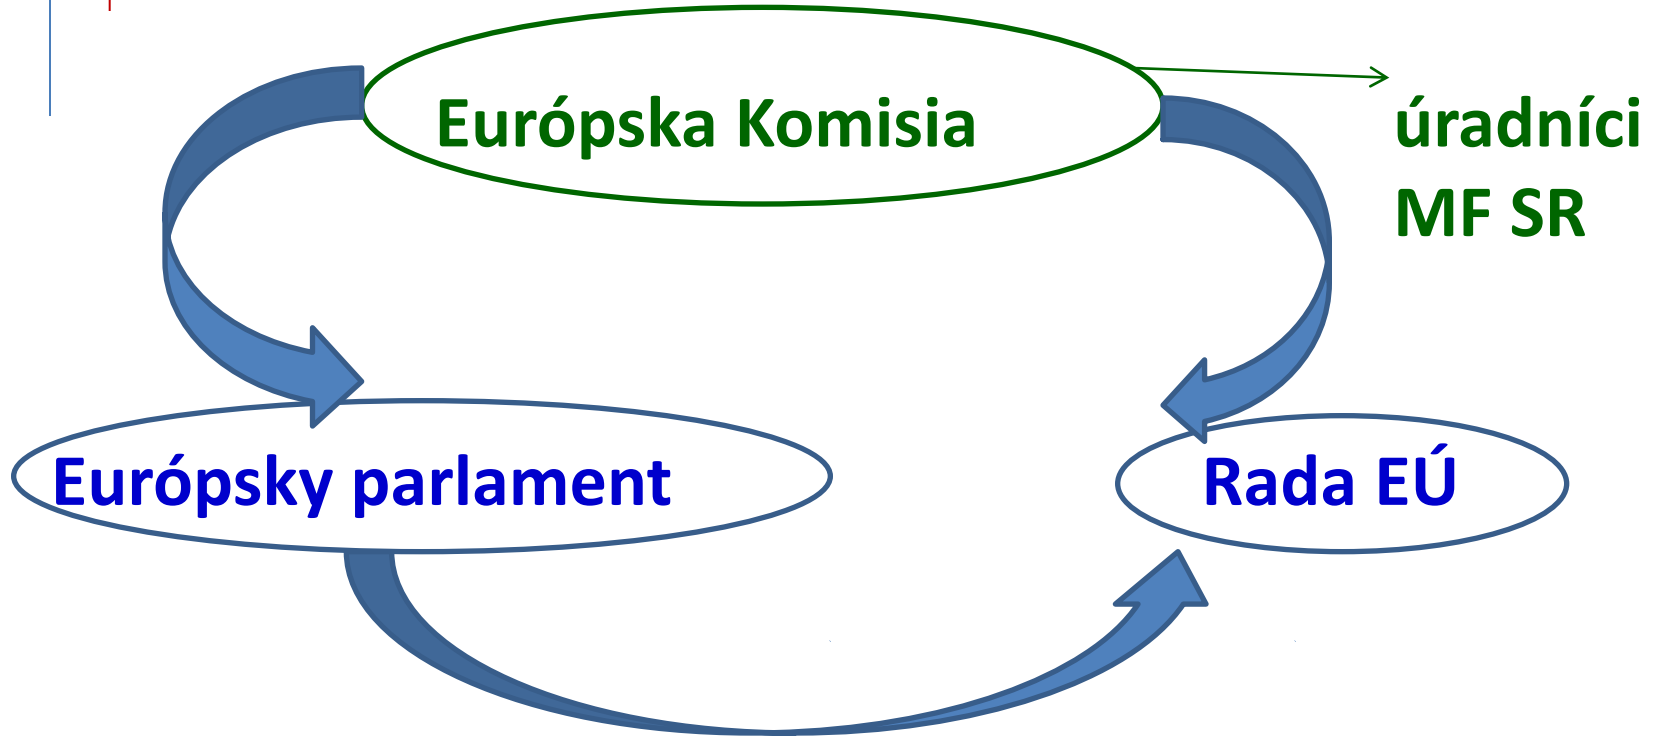 Európska Komisia
úradníci
MF SR
Európsky parlament
Rada EÚ